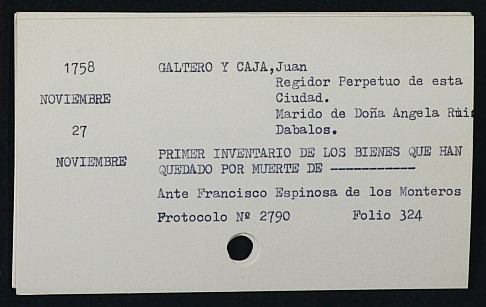 1758 GALTERO Y CAJA, Juan
Regidor Perpetuo de esta
NOVIEMBRE Ciudad.
Marido de Doña Angela Ruiz
27 Dabalos.
NOVIEMBRE PRIMER INVENTARIO DE LOS BIENES QUE HAN
QUEDADO POR MUERTE DE -----------
Ante Francisco Espinosa de los Monteros
Protocolo Nº 2790 Folio 324